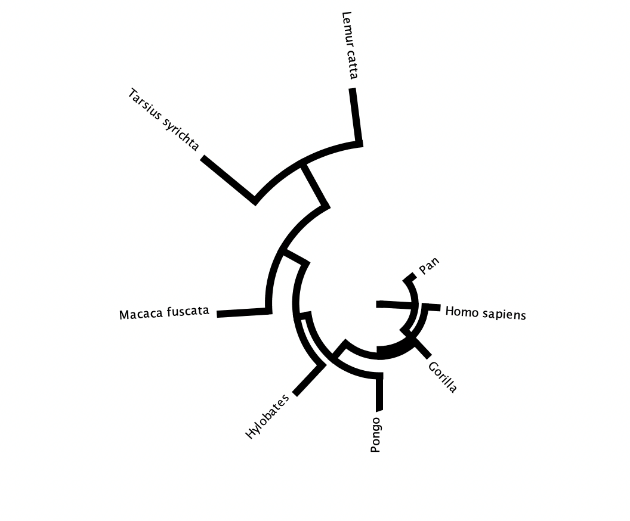 Lemur catta
Tarsius syrichta
Pan
Macaca fuscata
Homo sapiens
Gorilla
Hylobates
Pongo